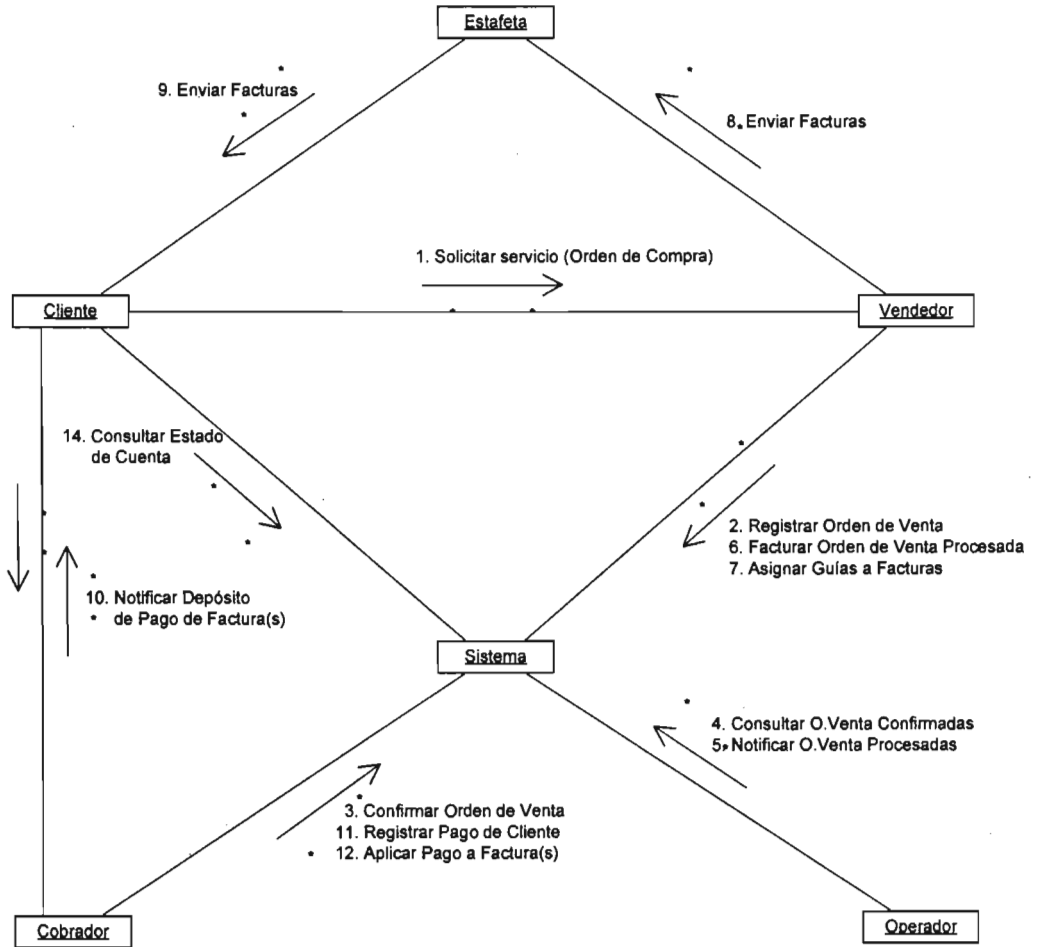 Estafeta
9. Enviar Facturas
8. Enviar Facturas
1. Solicitar servicio (Orden de Compra)
Cliente
Vendedor
14. Consultar Estado
de Cuenta
2. Registrar Orden de Venta
6. Facturar Orden de Venta Procesada
7. Asignar Guías a Facturas
10. Notificar Depósito
de Pago de Factura(s)
Sistema
4. Consultar O.Venta Confirmadas
5. Notificar O.Venta Procesadas
3. Confirmar Orden de Venta
11. Registrar Pago de Cliente
12. Aplicar Pago a Factura(s)
Cobrador
Operador